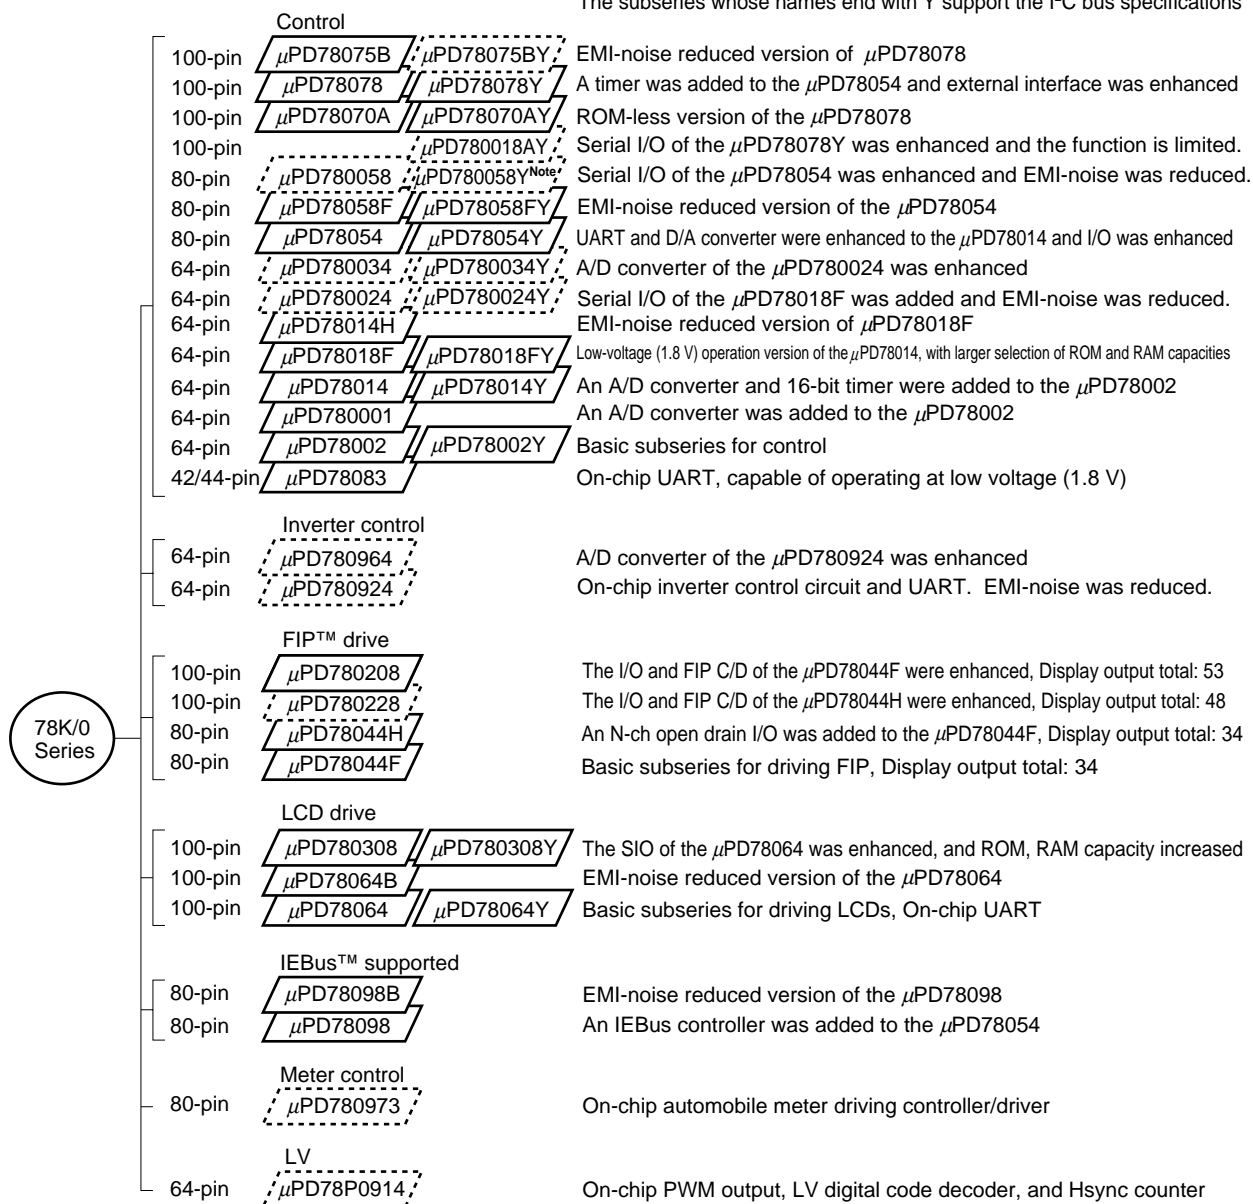 The subseries whose names end with Y support the I²C bus specifications
Control
100-pin µPD78075B µPD78075BY EMI-noise reduced version of µPD78078
100-pin µPD78078 µPD78078Y A timer was added to the µPD78054 and external interface was enhanced
100-pin µPD78070A µPD78070AY ROM-less version of the µPD78078
100-pin µPD780018AY Serial I/O of the µPD78078Y was enhanced and the function is limited.
80-pin µPD780058 µPD780058Y Note Serial I/O of the µPD78054 was enhanced and EMI-noise was reduced.
80-pin µPD78058F µPD78058FY EMI-noise reduced version of the µPD78054
80-pin µPD78054 µPD78054Y UART and D/A converter were enhanced to the µPD78014 and I/O was enhanced
64-pin µPD780034 µPD780034Y A/D converter of the µPD780024 was enhanced
64-pin µPD780024 µPD780024Y Serial I/O of the µPD78018F was added and EMI-noise was reduced.
64-pin µPD78014H EMI-noise reduced version of µPD78018F
64-pin µPD78018F µPD78018FY Low-voltage (1.8 V) operation version of the µPD78014, with larger selection of ROM and RAM capacities
64-pin µPD78014 µPD78014Y An A/D converter and 16-bit timer were added to the µPD78002
64-pin µPD780001 An A/D converter was added to the µPD78002
64-pin µPD78002 µPD78002Y Basic subseries for control
42/44-pin µPD78083 On-chip UART, capable of operating at low voltage (1.8 V)
Inverter control
64-pin µPD780964 A/D converter of the µPD780924 was enhanced
64-pin µPD780924 On-chip inverter control circuit and UART. EMI-noise was reduced.
FIP™ drive
100-pin µPD780208 The I/O and FIP C/D of the µPD78044F were enhanced, Display output total: 53
100-pin µPD780228 The I/O and FIP C/D of the µPD78044H were enhanced, Display output total: 48
78K/0
Series
80-pin µPD78044H An N-ch open drain I/O was added to the µPD78044F, Display output total: 34
80-pin µPD78044F Basic subseries for driving FIP, Display output total: 34
LCD drive
100-pin µPD780308 µPD780308Y The SIO of the µPD78064 was enhanced, and ROM, RAM capacity increased
100-pin µPD78064B EMI-noise reduced version of the µPD78064
100-pin µPD78064 µPD78064Y Basic subseries for driving LCDs, On-chip UART
IEBus™ supported
80-pin µPD78098B EMI-noise reduced version of the µPD78098
80-pin µPD78098 An IEBus controller was added to the µPD78054
Meter control
80-pin µPD780973 On-chip automobile meter driving controller/driver
LV
64-pin µPD78P0914 On-chip PWM output, LV digital code decoder, and Hsync counter